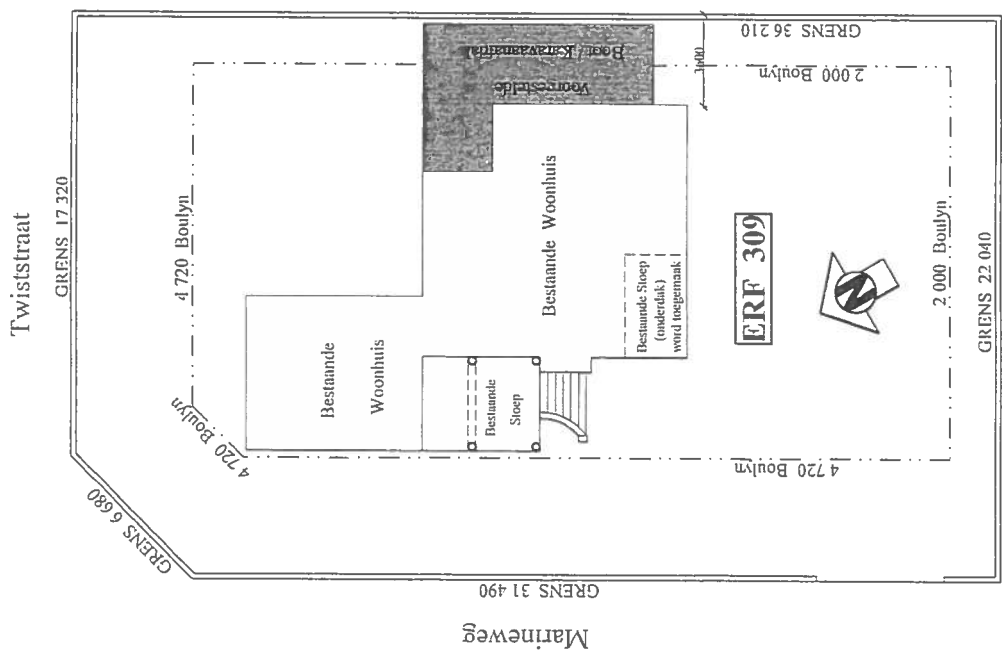 Twiststraat
GRENS 17 320
4 720 Boulyn
4 720 Boulyn
GRENS 6 680
Voorgestelde
Boot / Karavaanafdak
3 000
GRENS 36 210
2 000 Boulyn
Bestaande
Woonhuis
Bestaande Woonhuis
Bestaande
Stoep
Bestaande Stoep
(onderdak)
word toegemaak
ERF 309
N
4 720 Boulyn
2 000 Boulyn
GRENS 22 040
GRENS 31 490
Marineweg